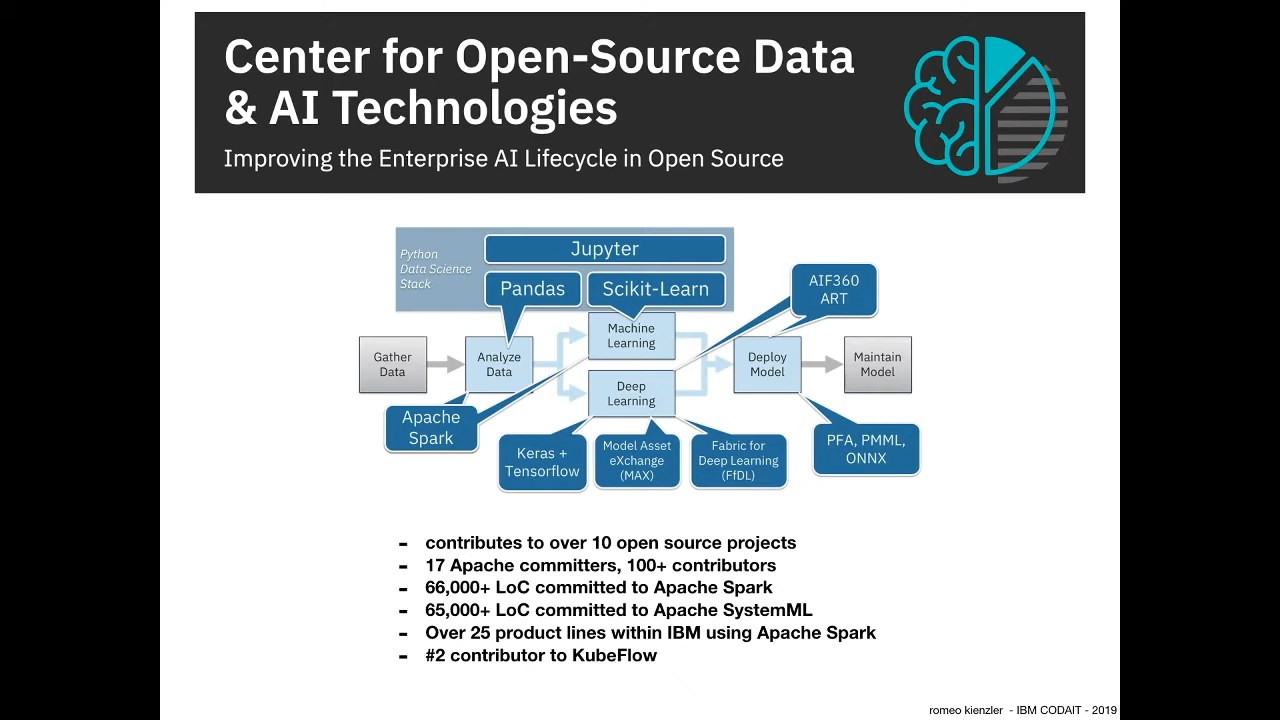 Center for Open-Source Data
& AI Technologies
Improving the Enterprise AI Lifecycle in Open Source
Python
Data Science
Stack
Jupyter
Pandas
Scikit-Learn
AIF360
ART
Gather
Data
Analyze
Data
Machine
Learning
Deep
Learning
Deploy
Model
Maintain
Model
Apache
Spark
Keras +
Tensorflow
Model Asset
eXchange
(MAX)
Fabric for
Deep Learning
(FfDL)
PFA, PMML,
ONNX
- contributes to over 10 open source projects
- 17 Apache committers, 100+ contributors
- 66,000+ LoC committed to Apache Spark
- 65,000+ LoC committed to Apache SystemML
- Over 25 product lines within IBM using Apache Spark
- #2 contributor to KubeFlow
romeo kienzler - IBM CODAIT - 2019